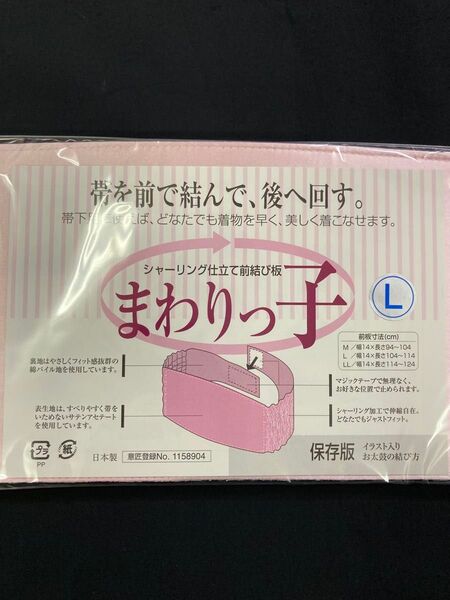 帯を前で結んで、後へ回す。
帯下に使えば、どなたでも着物を早く、美しく着こなせます。
シャーリング仕立て前結び板
まわりっ子
L
前板寸法(cm)
M／幅14×長さ94〜104
L／幅14×長さ104〜114
LL／幅14×長さ114〜124
裏地はやさしくフィット感抜群の
綿パイル地を使用しています。
マジックテープで無理なく、
お好きな位置で止められます。
表生地は、すべりやすく帯を
いためないサテンアセテート
を使用しています。
シャーリング加工で伸縮自在。
どなたでもジャストフィット。
プラ
PP
紙
日本製
意匠登録No. 1158904
保存版
イラスト入り
お太鼓の結び方